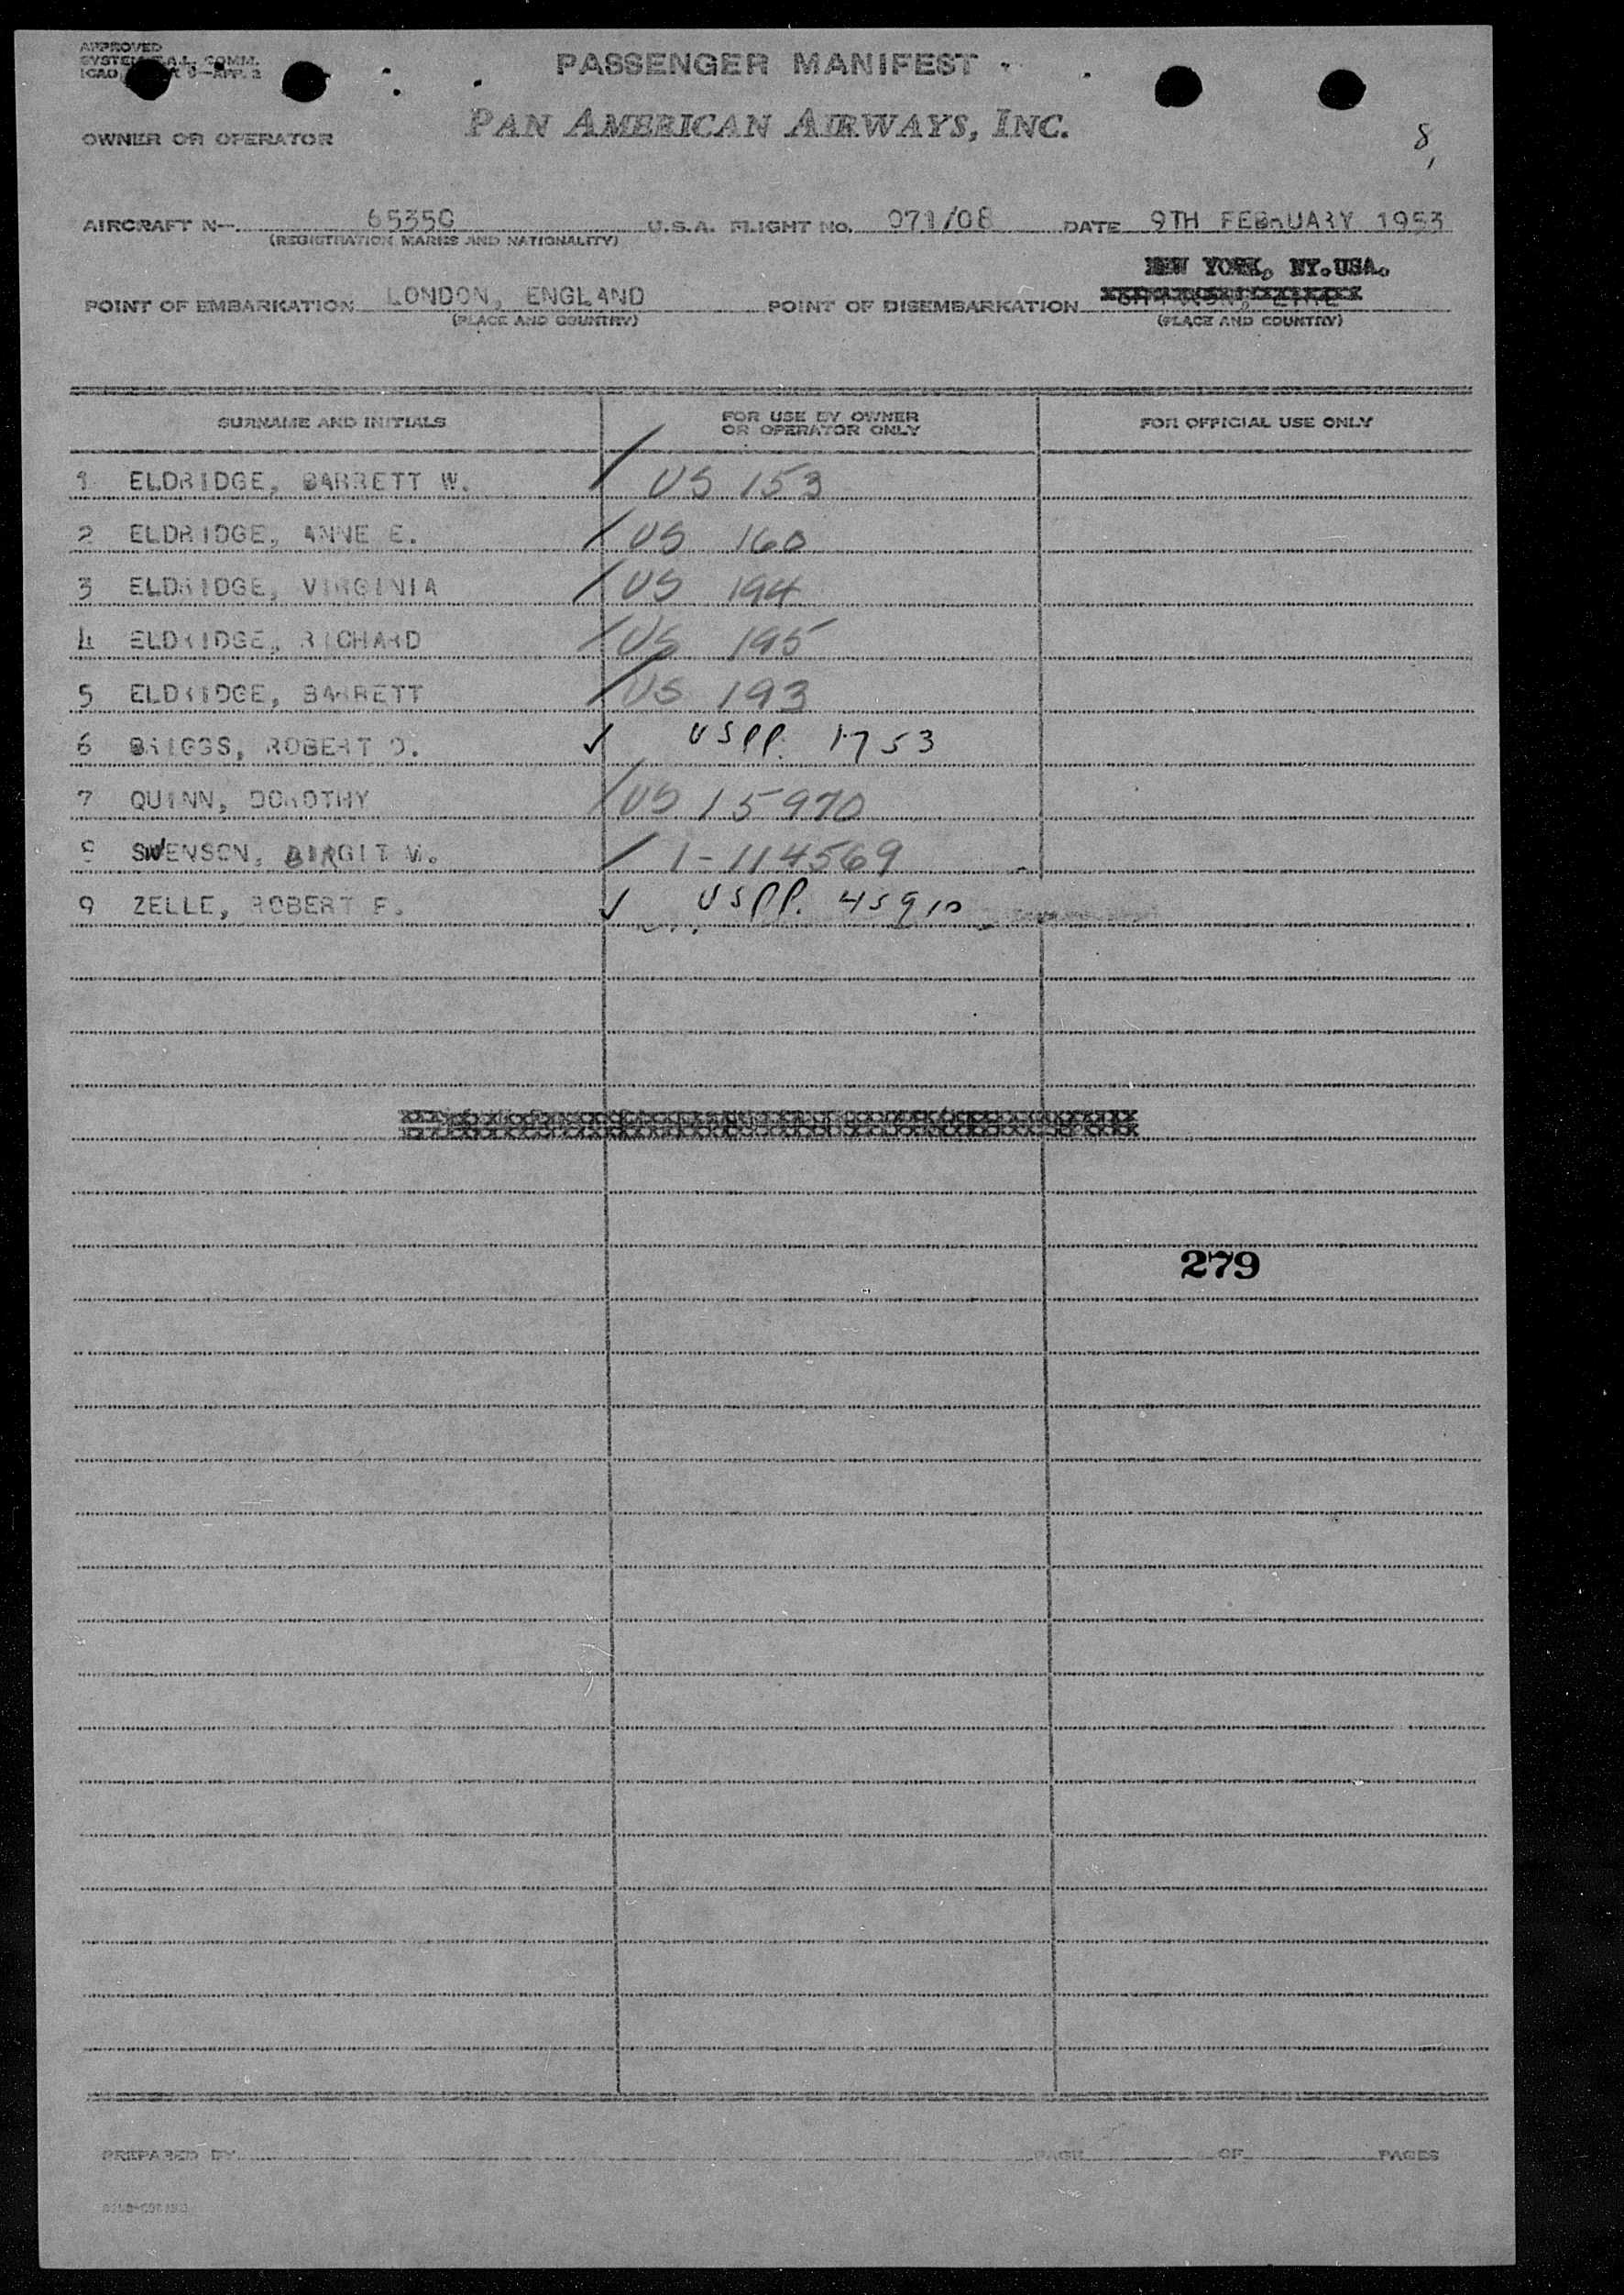 APPROVED
COMM.
PASSENGER MANIFEST
OWNER OR OPERATOR
PAN AMERICAN AIRWAYS, INC.
8,
AIRCRAFT N-. 65350 U.S.A. FLIGHT NO. 071/08 DATE 9TH FEBRUARY 1953
(REGISTRATION MARKS AND NATIONALITY)
NEW YORK, NY.USA.
POINT OF EMBARKATION LONDON, ENGLAND POINT OF DISEMBARKATION
(PLACE AND COUNTRY) (PLACE AND COUNTRY)
SURNAME AND INITIALS FOR USE BY OWNER OR OPERATOR ONLY FOR OFFICIAL USE ONLY
1 ELDRIDGE, BARRETT W. / US 153
2 ELDRIDGE, ANNE E. / US 160
3 ELDRIDGE, VIRGINIA / US 194
4 ELDRIDGE, RICHARD / US 195
5 ELDRIDGE, BARRETT / US 193
6 BRIGGS, ROBERT O. ✓ USPP. 1753
7 QUINN, DOROTHY / US 15970
8 SWENSON, BIRGIT M. / 1-114569
9 ZELLE, ROBERT F. ✓ USPP. 45910
279
PREPARED BY PAGE OF PAGES